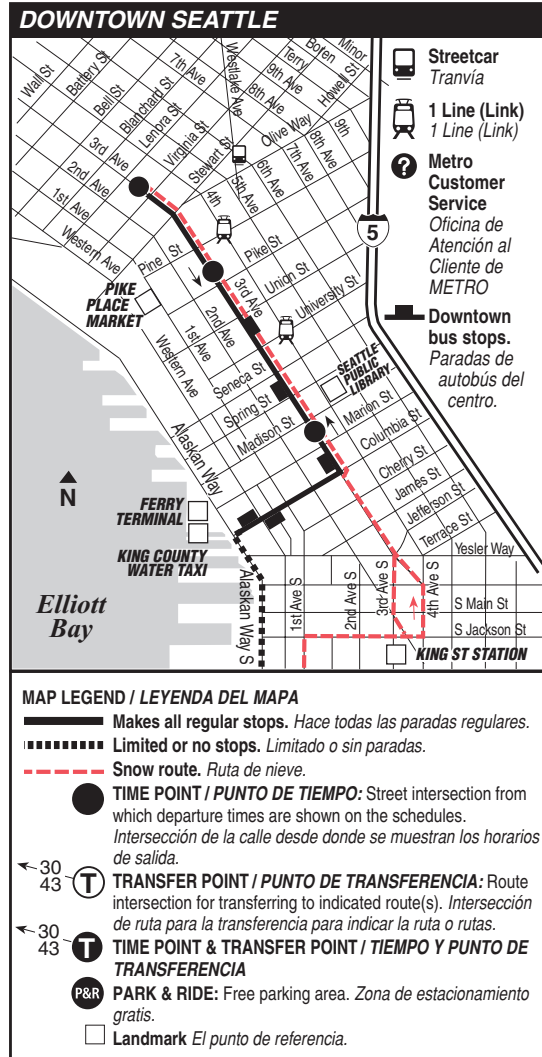 DOWNTOWN SEATTLE
Wall St
Battery St
Bell St
Blanchard St
Lenora St
Virginia St
Stewart St
7th Ave
8th Ave
9th Ave
Westlake Ave
Terry
Boren
Minor
Howell St
Olive Way
3rd Ave
2nd Ave
1st Ave
Western Ave
4th
5th Ave
6th Ave
7th Ave
8th Ave
9th
Pine St
Pike St
Union St
University St
PIKE
PLACE
MARKET
3rd Ave
2nd Ave
1st Ave
Western Ave
Seneca St
Spring St
Madison St
SEATTLE
PUBLIC
LIBRARY
Marion St
Columbia St
Cherry St
James St
Jefferson St
Terrace St
Yesler Way
Alaskan Way
N
FERRY
TERMINAL
KING COUNTY
WATER TAXI
Elliott
Bay
Alaskan Way S
1st Ave S
2nd Ave S
3rd Ave S
4th Ave S
S Main St
S Jackson St
KING ST STATION
5
Streetcar
Tranvía
1 Line (Link)
1 Line (Link)
?
Metro
Customer
Service
Oficina de
Atención al
Cliente de
METRO
Downtown
bus stops.
Paradas de
autobús del
centro.
MAP LEGEND / LEYENDA DEL MAPA
Makes all regular stops. Hace todas las paradas regulares.
Limited or no stops. Limitado o sin paradas.
Snow route. Ruta de nieve.
TIME POINT / PUNTO DE TIEMPO: Street intersection from
which departure times are shown on the schedules.
Intersección de la calle desde donde se muestran los horarios
de salida.
30
43
T
TRANSFER POINT / PUNTO DE TRANSFERENCIA: Route
intersection for transferring to indicated route(s). Intersección
de ruta para la transferencia para indicar la ruta o rutas.
30
43
T
TIME POINT & TRANSFER POINT / TIEMPO Y PUNTO DE
TRANSFERENCIA
P&R PARK & RIDE: Free parking area. Zona de estacionamiento
gratis.
Landmark El punto de referencia.